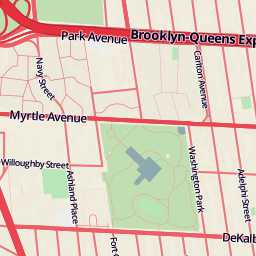 Park Avenue
Brooklyn-Queens Exp
Navy Street
Carlton Avenue
Myrtle Avenue
Willoughby Street
Ashland Place
Washington Park
Adelphi Street
Fort
DeKalb